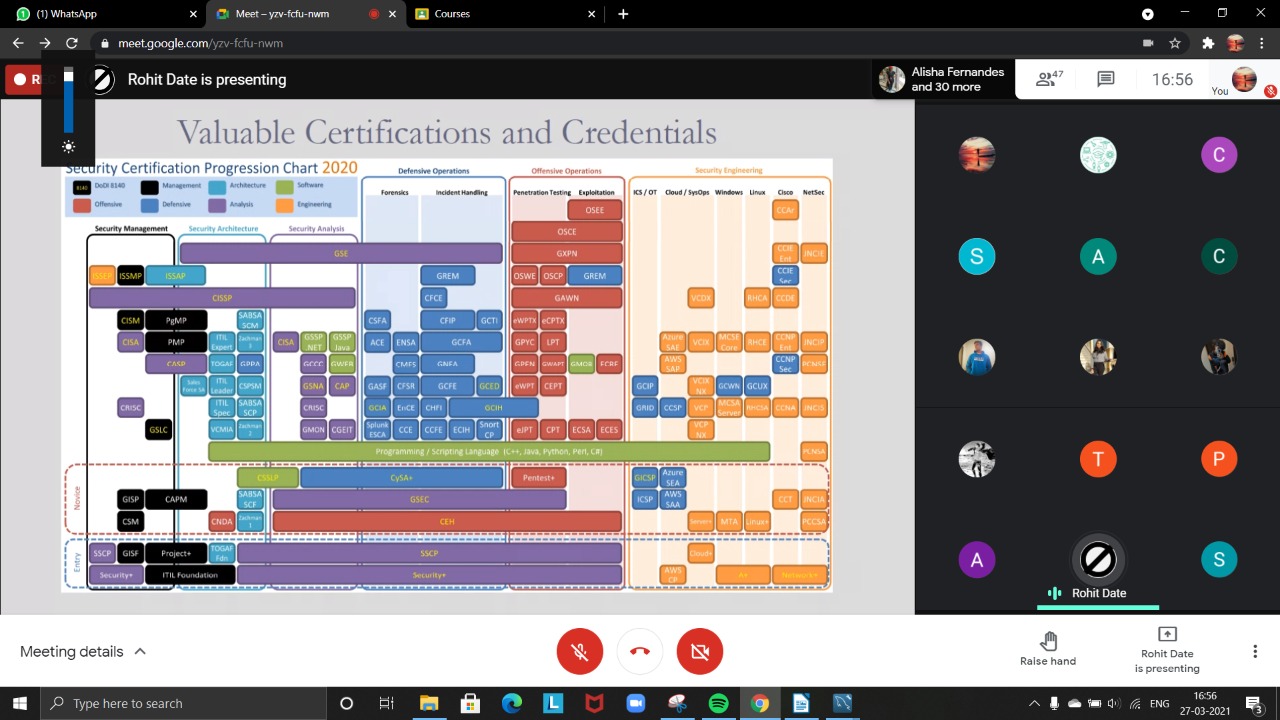 (1) WhatsApp
Meet – yzv-fcfu-nwm
Courses
meet.google.com/yzv-fcfu-nwm
Rohit Date is presenting
Alisha Fernandes
and 30 more
47
16:56
You
Valuable Certifications and Credentials
Security Certification Progression Chart 2020
8140 DoDI 8140 Management Architecture Software
Offensive Defensive Analysis Engineering
Defensive Operations
Offensive Operations
Security Engineering
Forensics Incident Handling Penetration Testing Exploitation ICS / OT Cloud / SysOps Windows Linux Cisco NetSec
Security Management Security Architecture Security Analysis
OSEE CCAr
OSCE
GSE GXPN CCIE Ent JNCIE
ISSEP ISSMP ISSAP GREM OSWE OSCP GREM CCIE Sec
CISSP CFCE GAWN VCDX RHCA CCDE
CISM PgMP SABSA SCM CSFA CFIP GCTI eWPTX eCPTX
CISA PMP ITIL Expert Zachman 3 CISA GSSP .NET GSSP Java ACE ENSA GCFA GPYC LPT Azure SAE VCIX MCSE Core RHCE CCNP Ent JNCIP
CASP TOGAF GPPA GCCC GWEB CMFS GNFA GPEN GWAPT GMOB ECRE AWS SAP CCNP Sec PCNSE
Sales Force SA ITIL Leader CSPSM GSNA CAP GASF CFSR GCFE GCED eWPT CEPT GCIP VCIX NX GCWN GCUX
CRISC ITIL Spec SABSA SCP CRISC GCIA EnCE CHFI GCIH GRID CCSP VCP MCSA Server RHCSA CCNA JNCIS
GSLC VCMIA Zachman 2 GMON CGEIT Splunk ESCA CCE CCFE ECIH Snort CP eJPT CPT ECSA ECES VCP NX
Programming / Scripting Language (C++, Java, Python, Perl, C#) PCNSA
Novice
CSSLP CySA+ Pentest+ GICSP Azure SEA
GISP CAPM SABSA SCF GSEC ICSP AWS SAA CCT JNCIA
CSM CNDA Zachman 1 CEH Server+ MTA Linux+ PCCSA
Entry
SSCP GISF Project+ TOGAF Fdn SSCP Cloud+
Security+ ITIL Foundation Security+ AWS CP A+ Network+
C
S
A
C
T
P
A
S
Rohit Date
Meeting details
Raise hand
Rohit Date
is presenting
Type here to search
ENG
16:56
27-03-2021
3